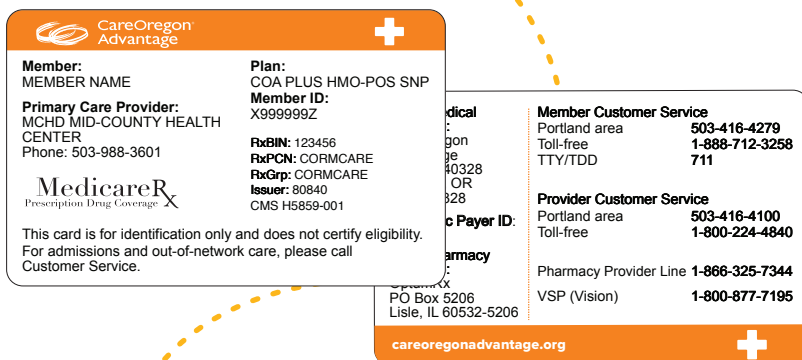 CareOregon
Advantage
Member:
MEMBER NAME
Primary Care Provider:
MCHD MID-COUNTY HEALTH
CENTER
Phone: 503-988-3601
MedicareRx
Prescription Drug Coverage
Plan:
COA PLUS HMO-POS SNP
Member ID:
X999999Z
RxBIN: 123456
RxPCN: CORMCARE
RxGrp: CORMCARE
Issuer: 80840
CMS H5859-001
This card is for identification only and does not certify eligibility.
For admissions and out-of-network care, please call
Customer Service.
OR
Payer ID:
PO Box 5206
Lisle, IL 60532-5206
Member Customer Service
Portland area 503-416-4279
Toll-free 1-888-712-3258
TTY/TDD 711
Provider Customer Service
Portland area 503-416-4100
Toll-free 1-800-224-4840
Pharmacy Provider Line 1-866-325-7344
VSP (Vision) 1-800-877-7195
careoregonadvantage.org